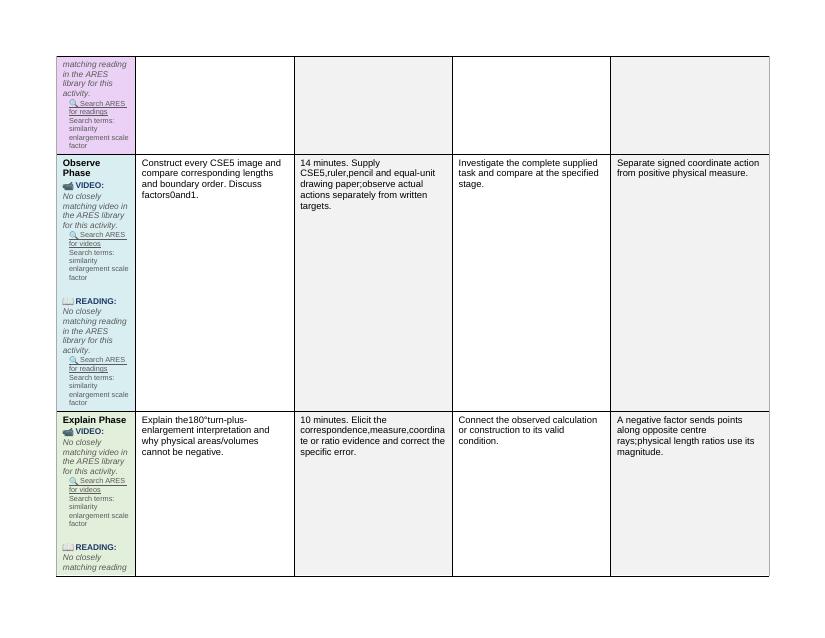 matching reading
in the ARES
library for this
activity.
🔍 Search ARES
for readings
Search terms:
similarity
enlargement scale
factor
Observe
Phase
📹 VIDEO:
No closely
matching video in
the ARES library
for this activity.
🔍 Search ARES
for videos
Search terms:
similarity
enlargement scale
factor
📖 READING:
No closely
matching reading
in the ARES
library for this
activity.
🔍 Search ARES
for readings
Search terms:
similarity
enlargement scale
factor
Construct every CSE5 image and
compare corresponding lengths
and boundary order. Discuss
factors0and1.
14 minutes. Supply
CSE5,ruler,pencil and equal-unit
drawing paper;observe actual
actions separately from written
targets.
Investigate the complete supplied
task and compare at the specified
stage.
Separate signed coordinate action
from positive physical measure.
Explain Phase
📹 VIDEO:
No closely
matching video in
the ARES library
for this activity.
🔍 Search ARES
for videos
Search terms:
similarity
enlargement scale
factor
📖 READING:
No closely
matching reading
Explain the180°turn-plus-
enlargement interpretation and
why physical areas/volumes
cannot be negative.
10 minutes. Elicit the
correspondence,measure,coordina
te or ratio evidence and correct the
specific error.
Connect the observed calculation
or construction to its valid
condition.
A negative factor sends points
along opposite centre
rays;physical length ratios use its
magnitude.